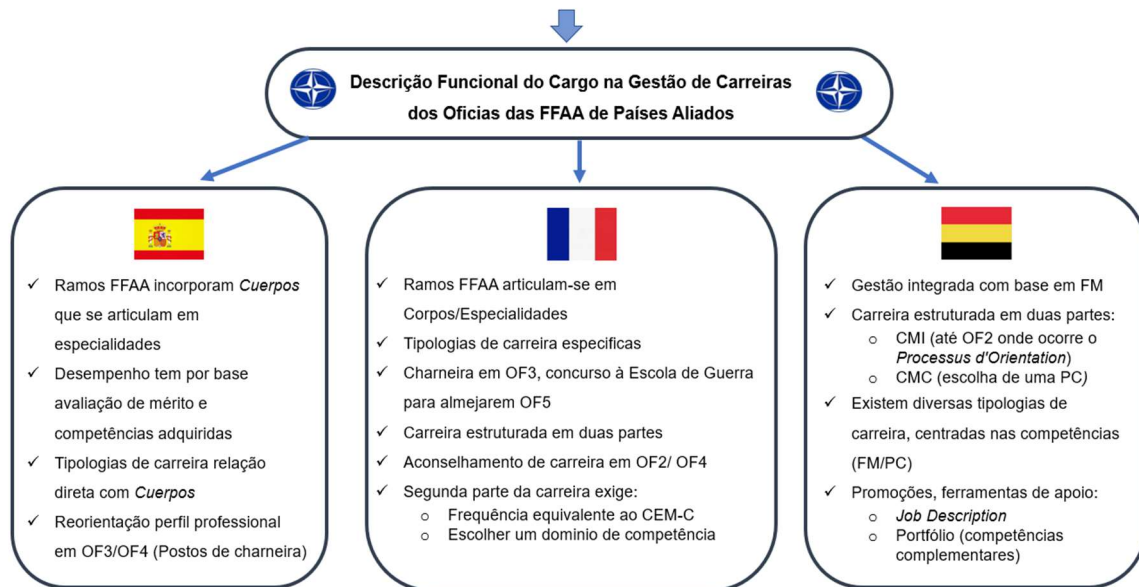 Descrição Funcional do Cargo na Gestão de Carreiras
dos Oficias das FFAA de Países Aliados
✓ Ramos FFAA incorporam Cuerpos
que se articulam em
especialidades
✓ Desempenho tem por base
avaliação de mérito e
competências adquiridas
✓ Tipologias de carreira relação
direta com Cuerpos
✓ Reorientação perfil professional
em OF3/OF4 (Postos de charneira)
✓ Ramos FFAA articulam-se em
Corpos/Especialidades
✓ Tipologias de carreira especificas
✓ Charneira em OF3, concurso à Escola de Guerra
para almejarem OF5
✓ Carreira estruturada em duas partes
✓ Aconselhamento de carreira em OF2/ OF4
✓ Segunda parte da carreira exige:
o Frequência equivalente ao CEM-C
o Escolher um dominio de competência
✓ Gestão integrada com base em FM
✓ Carreira estruturada em duas partes:
o CMI (até OF2 onde ocorre o
Processus d'Orientation)
o CMC (escolha de uma PC)
✓ Existem diversas tipologias de
carreira, centradas nas competências
(FM/PC)
✓ Promoções, ferramentas de apoio:
o Job Description
o Portfólio (competências
complementares)